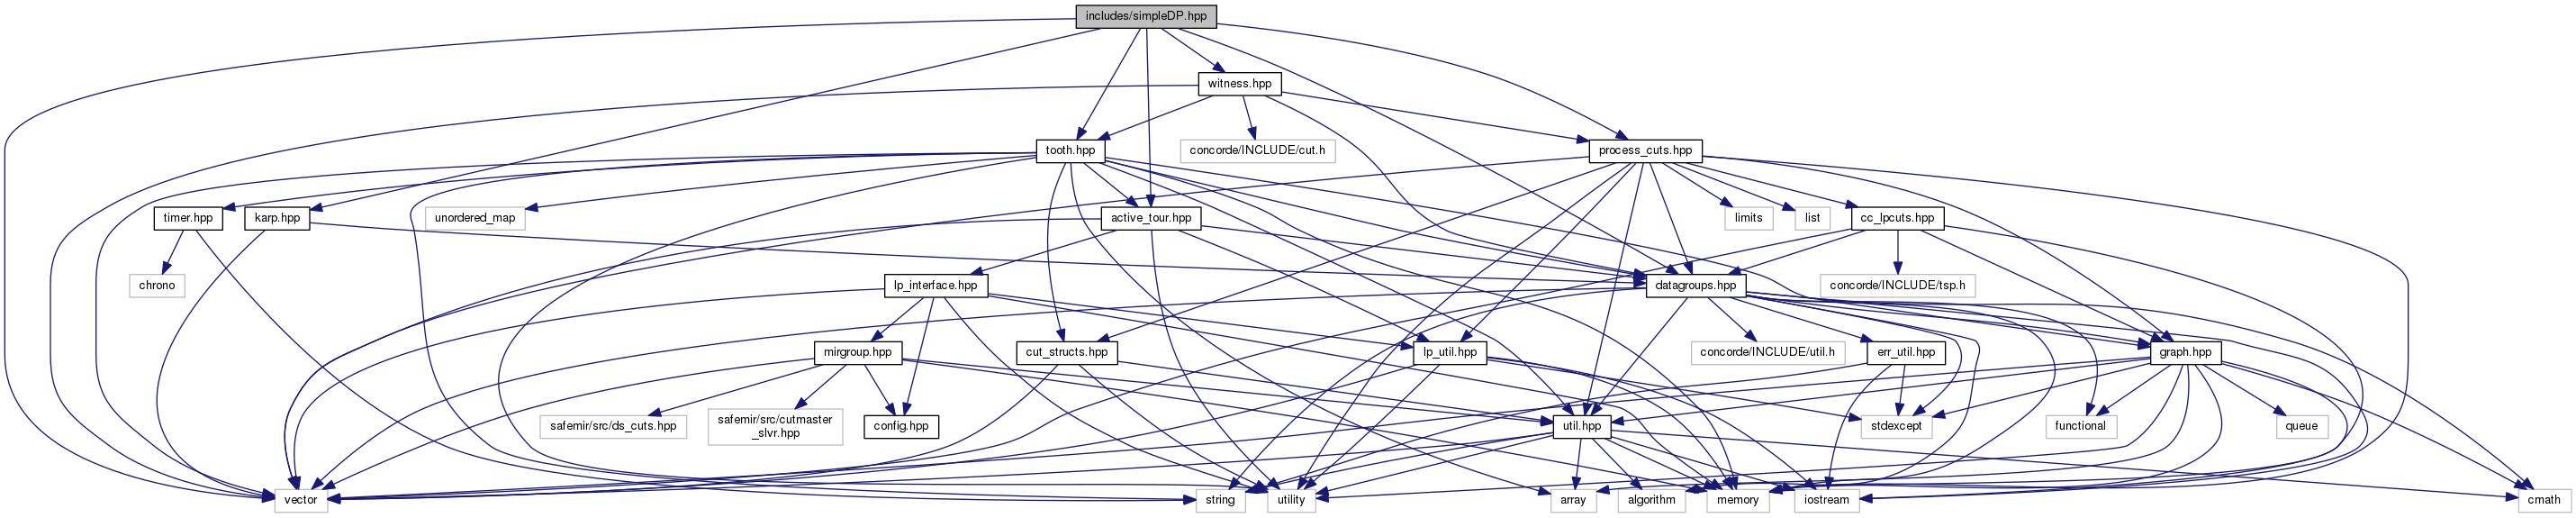 includes/simpleDP.hpp
witness.hpp
tooth.hpp
concorde/INCLUDE/cut.h
process_cuts.hpp
timer.hpp
karp.hpp
unordered_map
active_tour.hpp
limits
list
cc_lpcuts.hpp
chrono
lp_interface.hpp
datagroups.hpp
concorde/INCLUDE/tsp.h
mirgroup.hpp
cut_structs.hpp
lp_util.hpp
concorde/INCLUDE/util.h
err_util.hpp
graph.hpp
safemir/src/ds_cuts.hpp
safemir/src/cutmaster
_slvr.hpp
config.hpp
util.hpp
stdexcept
functional
queue
vector
string
utility
array
algorithm
memory
iostream
cmath